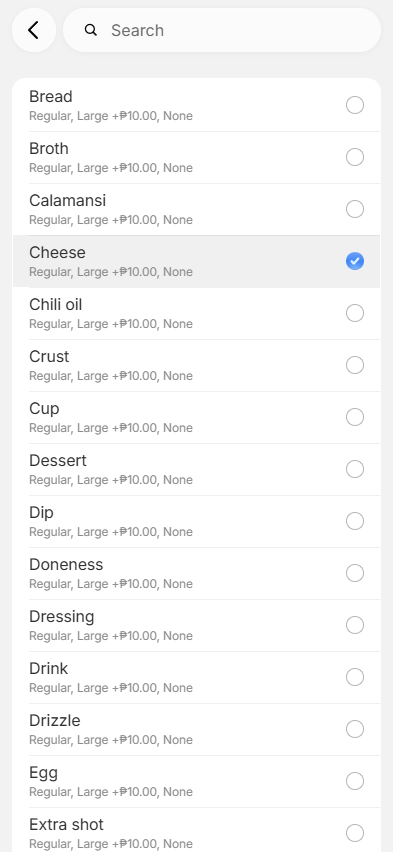 Search
Bread
Regular, Large +₱10.00, None
Broth
Regular, Large +₱10.00, None
Calamansi
Regular, Large +₱10.00, None
Cheese
Regular, Large +₱10.00, None
Chili oil
Regular, Large +₱10.00, None
Crust
Regular, Large +₱10.00, None
Cup
Regular, Large +₱10.00, None
Dessert
Regular, Large +₱10.00, None
Dip
Regular, Large +₱10.00, None
Doneness
Regular, Large +₱10.00, None
Dressing
Regular, Large +₱10.00, None
Drink
Regular, Large +₱10.00, None
Drizzle
Regular, Large +₱10.00, None
Egg
Regular, Large +₱10.00, None
Extra shot
Regular, Large +₱10.00, None